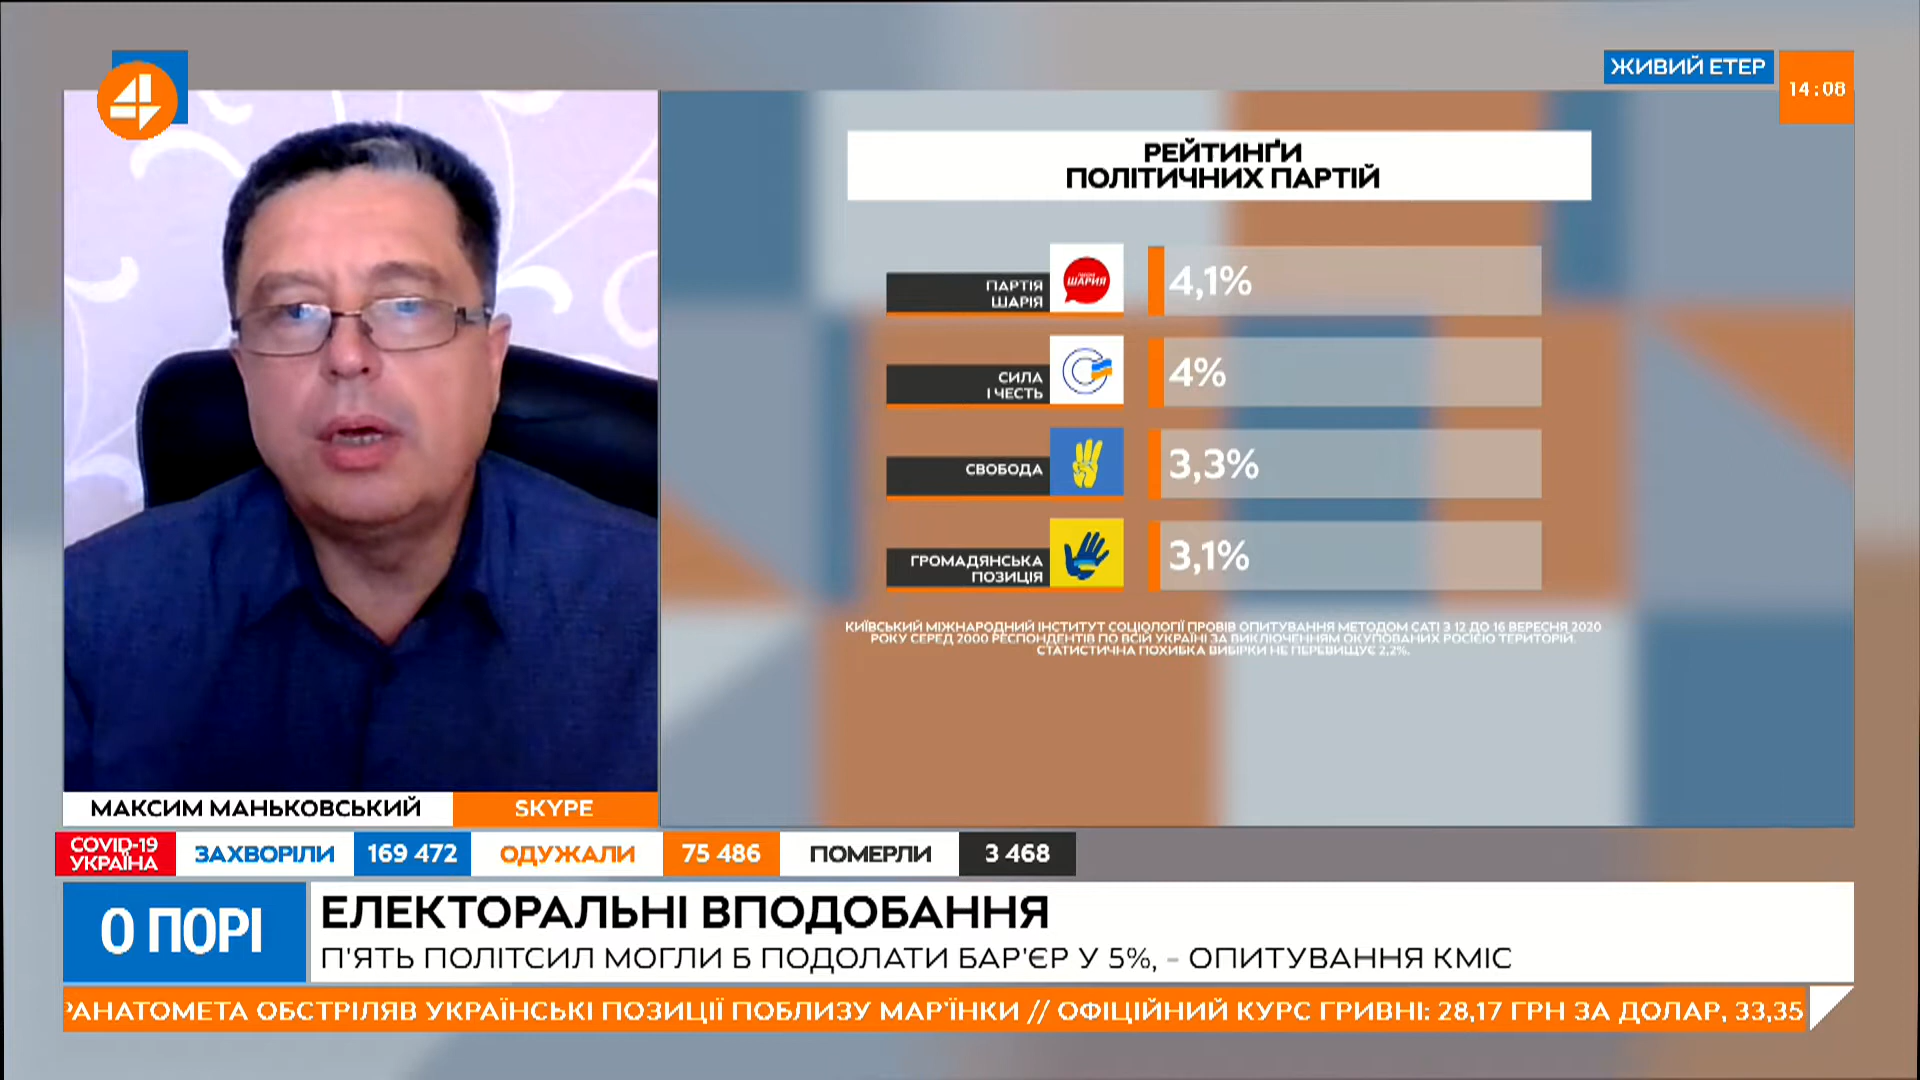 4
ЖИВИЙ ЕТЕР
14:08
РЕЙТИНҐИ
ПОЛІТИЧНИХ ПАРТІЙ
ПАРТІЯ
ШАРІЯ
ШАРИЯ
4,1%
СИЛА
І ЧЕСТЬ
4%
СВОБОДА
3,3%
ГРОМАДЯНСЬКА
ПОЗИЦІЯ
3,1%
КИЇВСЬКИЙ МІЖНАРОДНИЙ ІНСТИТУТ СОЦІОЛОГІЇ ПРОВІВ ОПИТУВАННЯ МЕТОДОМ CATI З 12 ДО 16 ВЕРЕСНЯ 2020
РОКУ СЕРЕД 2000 РЕСПОНДЕНТІВ ПО ВСІЙ УКРАЇНІ ЗА ВИКЛЮЧЕННЯМ ОКУПОВАНИХ РОСІЄЮ ТЕРИТОРІЙ.
СТАТИСТИЧНА ПОХИБКА ВИБІРКИ НЕ ПЕРЕВИЩУЄ 2,2%.
МАКСИМ МАНЬКОВСЬКИЙ SKYPE
COVID-19
УКРАЇНА
ЗАХВОРІЛИ 169 472 ОДУЖАЛИ 75 486 ПОМЕРЛИ 3 468
О ПОРІ
ЕЛЕКТОРАЛЬНІ ВПОДОБАННЯ
П'ЯТЬ ПОЛІТСИЛ МОГЛИ Б ПОДОЛАТИ БАР'ЄР У 5%, – ОПИТУВАННЯ КМІС
РАНАТОМЕТА ОБСТРІЛЯВ УКРАЇНСЬКІ ПОЗИЦІЇ ПОБЛИЗУ МАР'ЇНКИ // ОФІЦІЙНИЙ КУРС ГРИВНІ: 28,17 ГРН ЗА ДОЛАР, 33,35